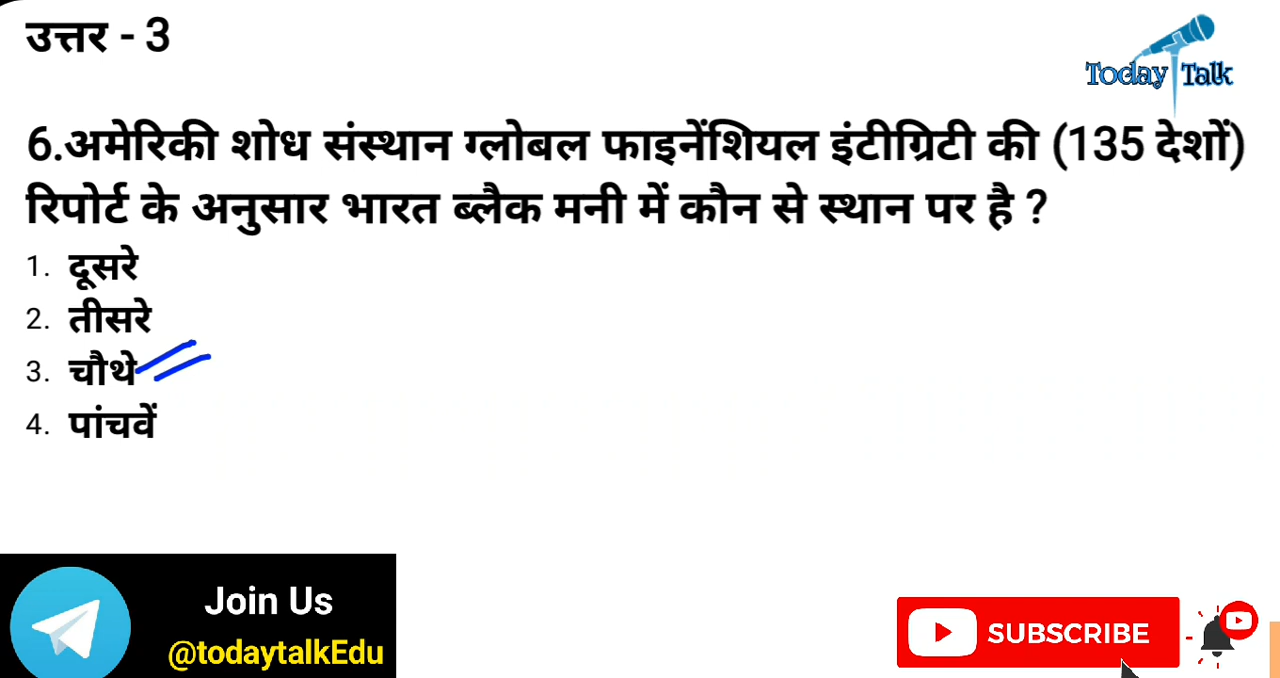 उत्तर - 3
Today Talk
6.अमेरिकी शोध संस्थान ग्लोबल फाइनेंशियल इंटीग्रिटी की (135 देशों)
रिपोर्ट के अनुसार भारत ब्लैक मनी में कौन से स्थान पर है ?
1. दूसरे
2. तीसरे
3. चौथे
4. पांचवें
Join Us
@todaytalkEdu
SUBSCRIBE